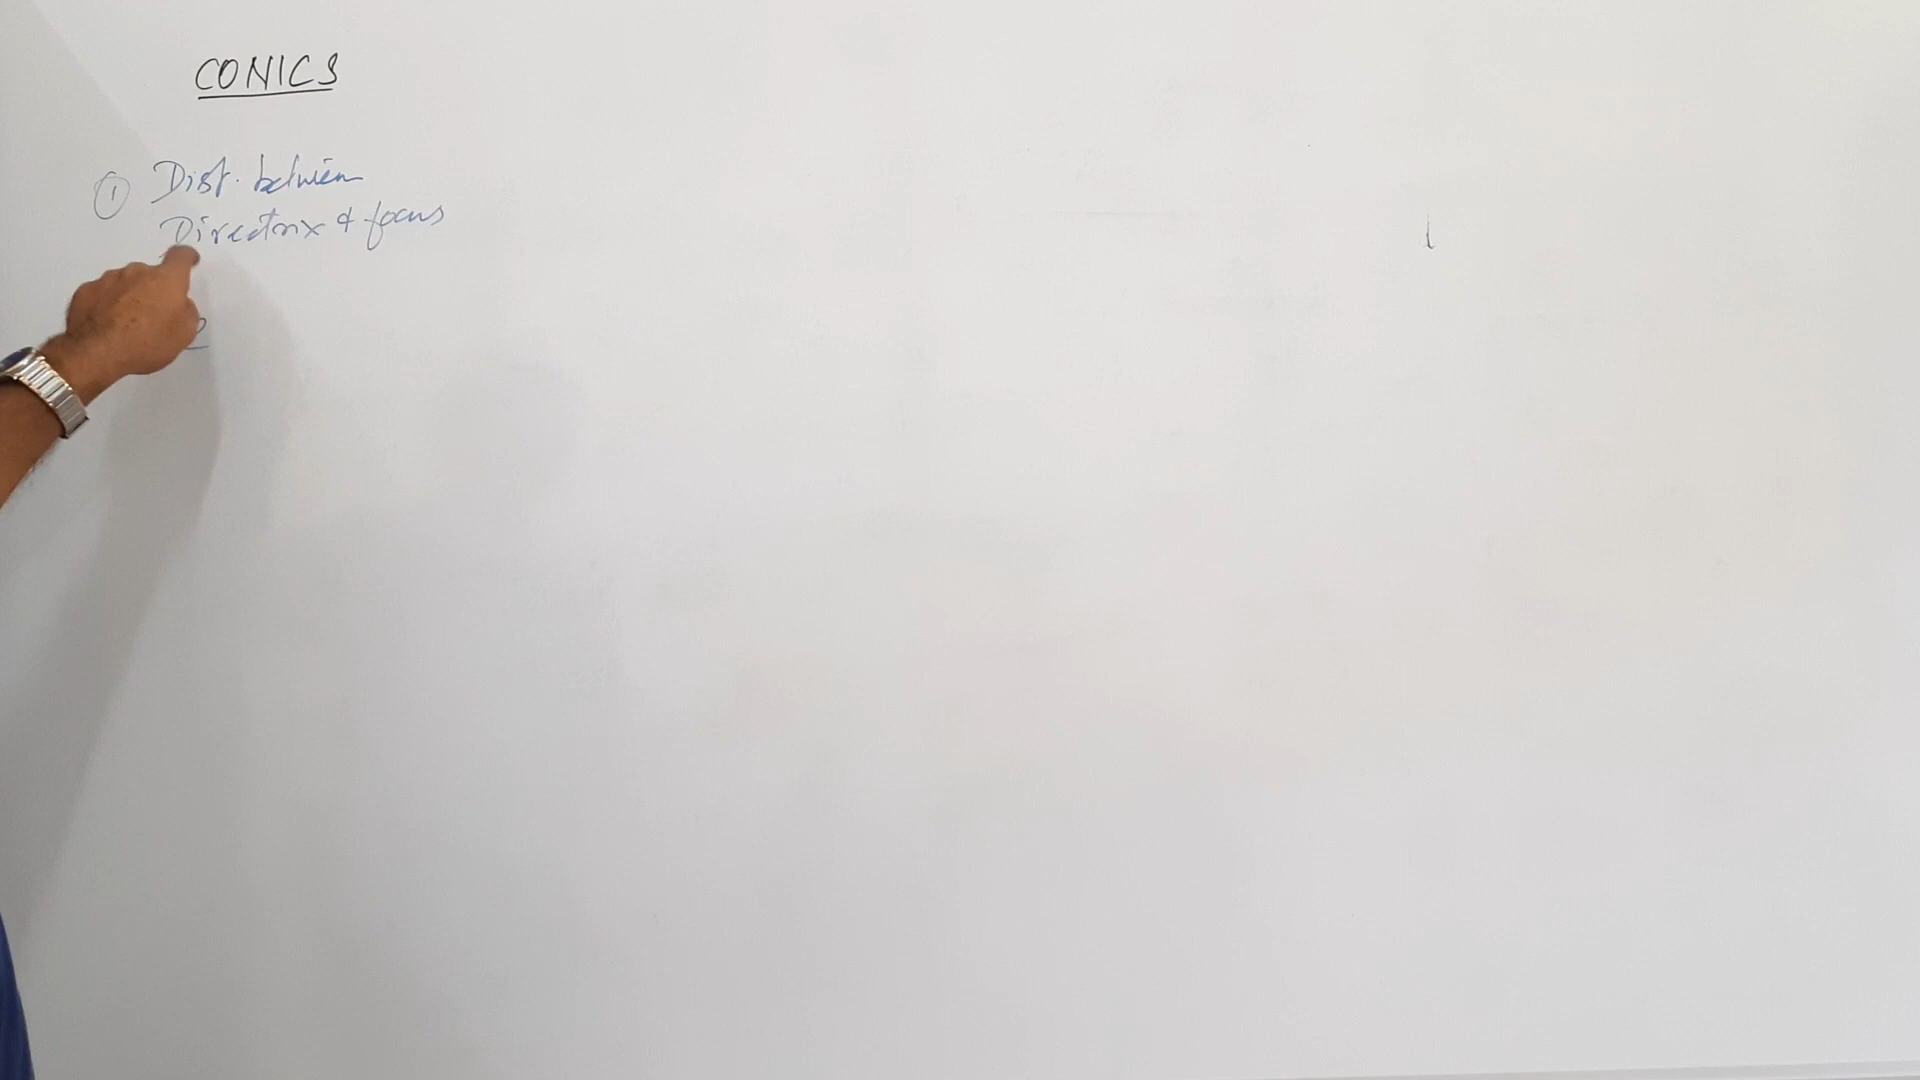 CONICS
① Dist. between
Directrix & focus